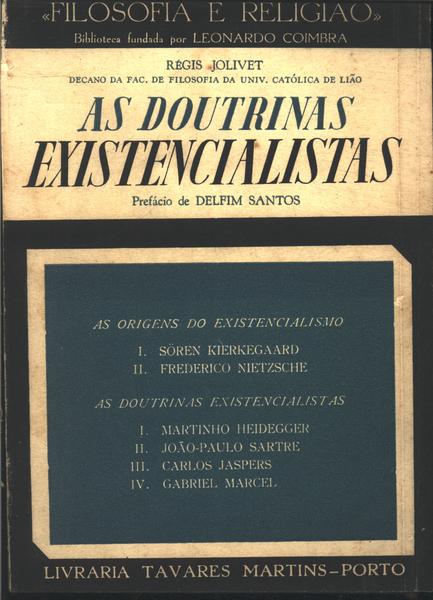 «FILOSOFIA E RELIGIÃO»
Biblioteca fundada por LEONARDO COIMBRA
RÉGIS JOLIVET
DECANO DA FAC. DE FILOSOFIA DA UNIV. CATÓLICA DE LIÃO
AS DOUTRINAS
EXISTENCIALISTAS
Prefácio de DELFIM SANTOS
AS ORIGENS DO EXISTENCIALISMO
I. SÖREN KIERKEGAARD
II. FREDERICO NIETZSCHE
AS DOUTRINAS EXISTENCIALISTAS
I. MARTINHO HEIDEGGER
II. JOÃO-PAULO SARTRE
III. CARLOS JASPERS
IV. GABRIEL MARCEL
LIVRARIA TAVARES MARTINS–PORTO